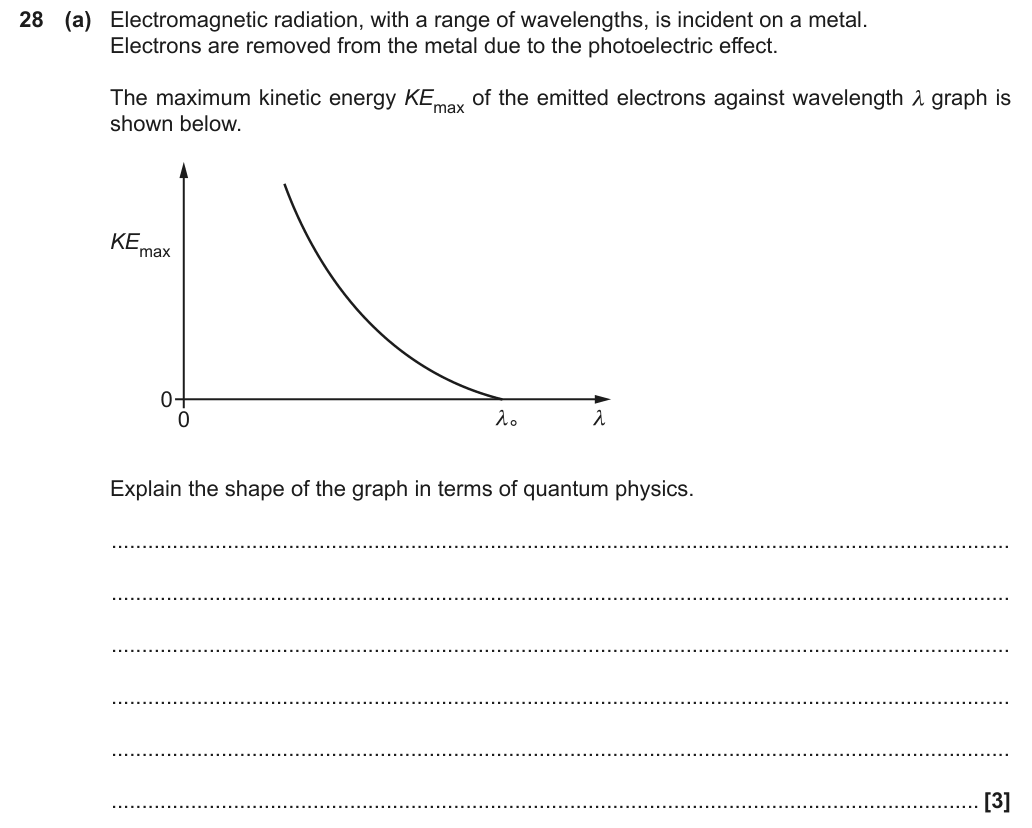 28 (a) Electromagnetic radiation, with a range of wavelengths, is incident on a metal.
Electrons are removed from the metal due to the photoelectric effect.
The maximum kinetic energy KEmax of the emitted electrons against wavelength λ graph is
shown below.
KEmax
0
0
λ₀
λ
Explain the shape of the graph in terms of quantum physics.
[3]